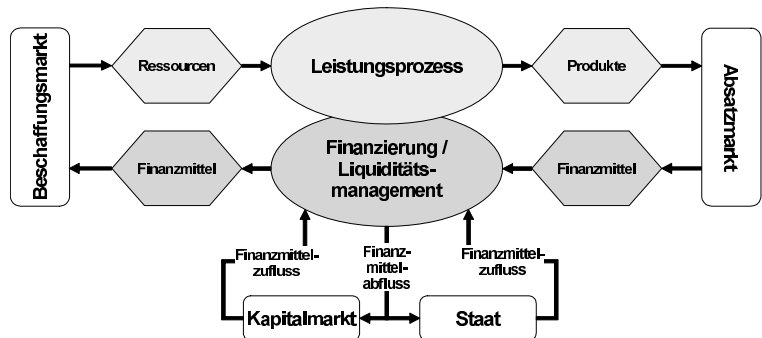 Beschaffungsmarkt
Ressourcen
Leistungsprozess
Produkte
Absatzmarkt
Finanzmittel
Finanzierung /
Liquiditäts-
management
Finanzmittel
Finanzmittel-
zufluss
Finanz-
mittel-
abfluss
Finanzmittel-
zufluss
Kapitalmarkt
Staat